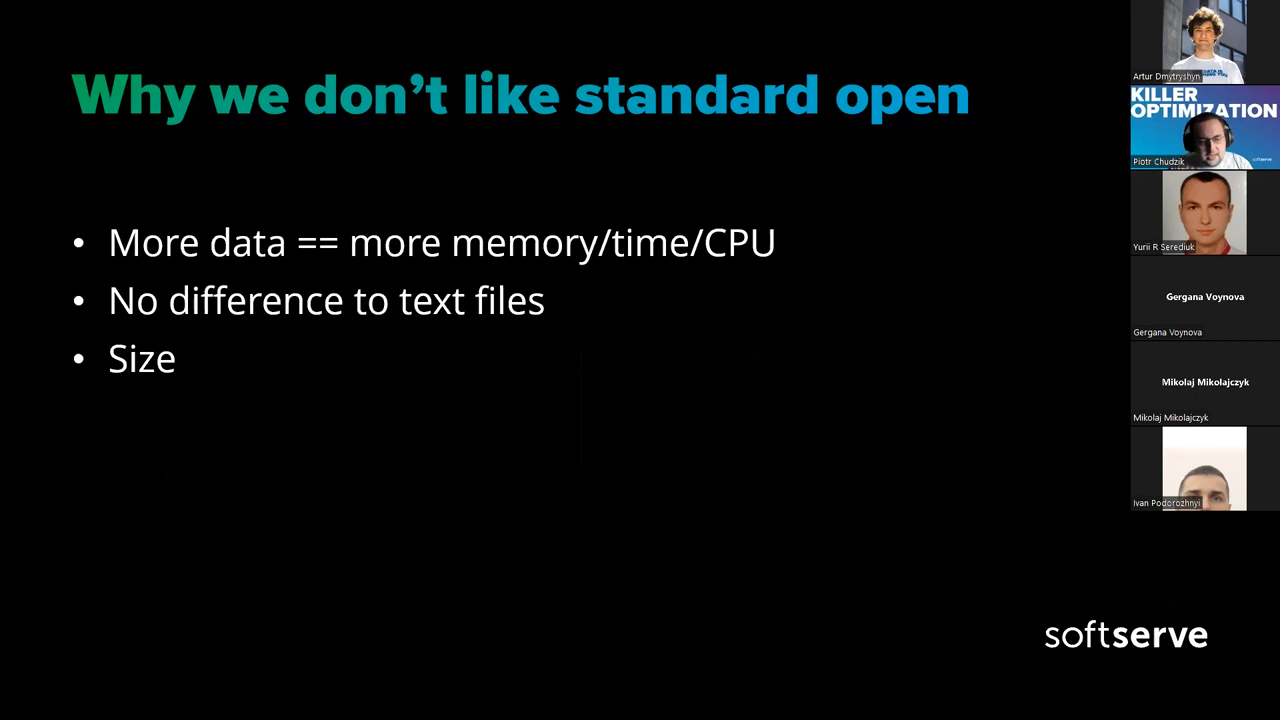 Why we don't like standard open
• More data == more memory/time/CPU
• No difference to text files
• Size
softserve
Artur Dmytryshyn
KILLER
OPTIMIZATION
softserve
Piotr Chudzik
Yurii R Serediuk
Gergana Voynova
Gergana Voynova
Mikolaj Mikolajczyk
Mikolaj Mikolajczyk
Ivan Podorozhnyi